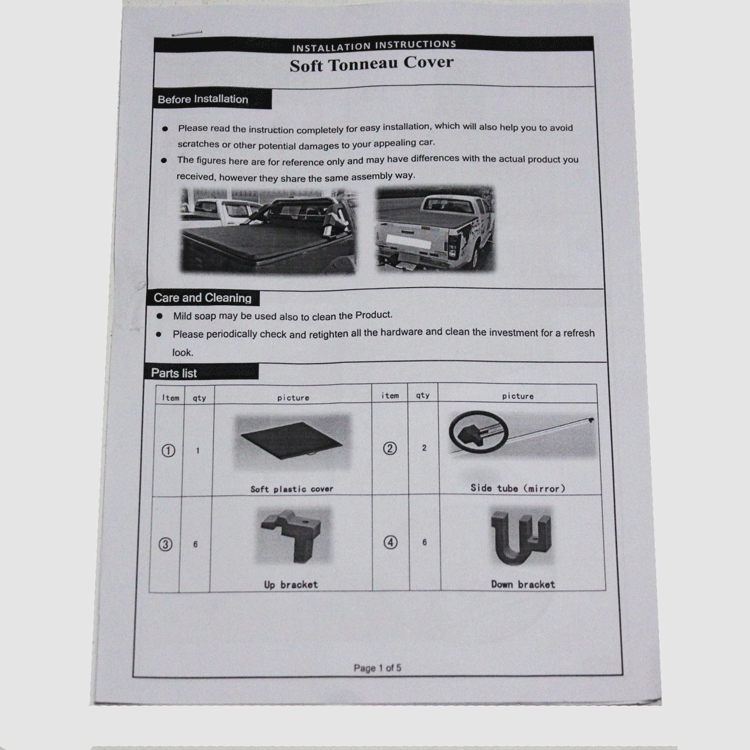 INSTALLATION INSTRUCTIONS
Soft Tonneau Cover
Before Installation
● Please read the instruction completely for easy installation, which will also help you to avoid
scratches or other potential damages to your appealing car.
● The figures here are for reference only and may have differences with the actual product you
received, however they share the same assembly way.
Care and Cleaning
● Mild soap may be used also to clean the Product.
● Please periodically check and retighten all the hardware and clean the investment for a refresh
look.
Parts list
Item qty picture item qty picture
① 1 ② 2
Soft plastic cover Side tube (mirror)
③ 6 ④ 6
Up bracket Down bracket
Page 1 of 5